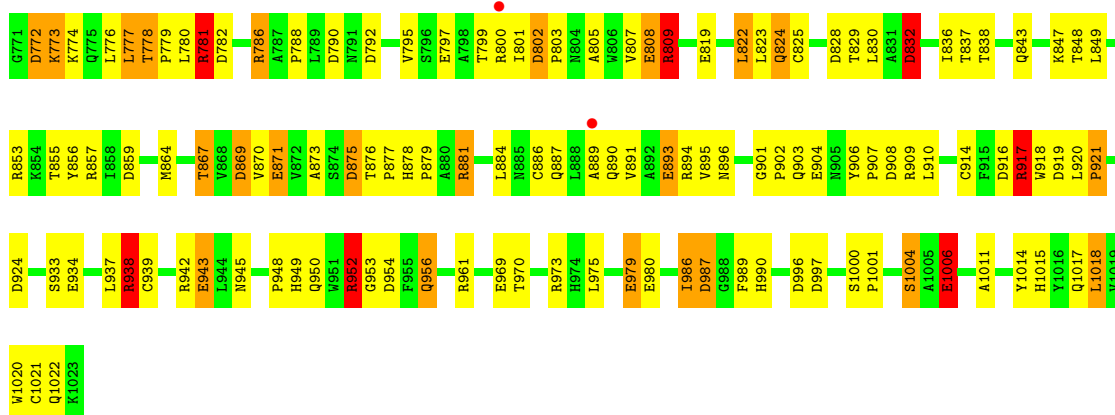 G771 D772 K773 K774 Q775 L776 L777 T778 P779 L780 R781 D782 R786 A787 P788 L789 D790 N791 D792 V795 S796 E797 A798 T799 R800 I801 D802 P803 N804 A805 W806 V807 E808 R809 E819 L822 L823 Q824 C825 D828 T829 L830 A831 D832 I836 T837 T838 Q843 K847 T848 L849
R853 K854 T855 Y856 R857 I858 D859 M864 T867 V868 D869 V870 E871 V872 A873 S874 D875 T876 P877 H878 P879 A880 R881 L884 N885 C886 Q887 L888 A889 Q890 V891 A892 E893 R894 V895 N896 G901 P902 Q903 E904 N905 Y906 P907 D908 R909 L910 C914 F915 D916 R917 W918 D919 L920 P921
D924 S933 E934 L937 R938 C939 R942 E943 L944 N945 P948 H949 Q950 W951 R952 G953 D954 F955 Q956 R961 E969 T970 R973 H974 L975 E979 E980 I986 D987 G988 F989 H990 D996 D997 S1000 P1001 S1004 A1005 E1006 A1011 Y1014 H1015 Y1016 Q1017 L1018 V1019
W1020 C1021 Q1022 K1023